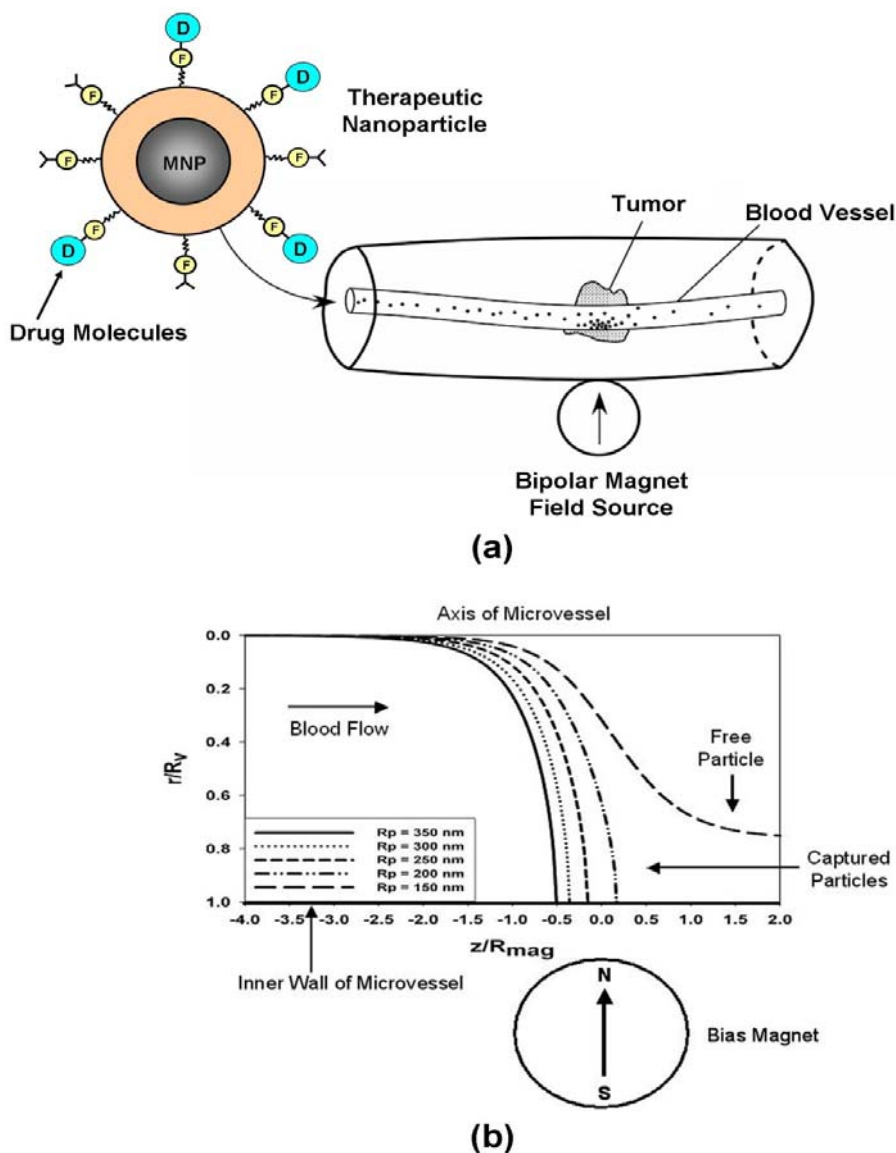 D
F
D
F
F
Therapeutic
Nanoparticle
F
MNP
F
D
F
F
D
F
Drug Molecules
Tumor
Blood Vessel
Bipolar Magnet
Field Source
(a)
Axis of Microvessel
0.0
0.2
0.4
0.6
0.8
1.0
r/Rv
Blood Flow
Free
Particle
Rp = 350 nm
Rp = 300 nm
Rp = 250 nm
Rp = 200 nm
Rp = 150 nm
Captured
Particles
-4.0 -3.5 -3.0 -2.5 -2.0 -1.5 -1.0 -0.5 0.0 0.5 1.0 1.5 2.0
z/Rmag
Inner Wall of Microvessel
N
S
Bias Magnet
(b)